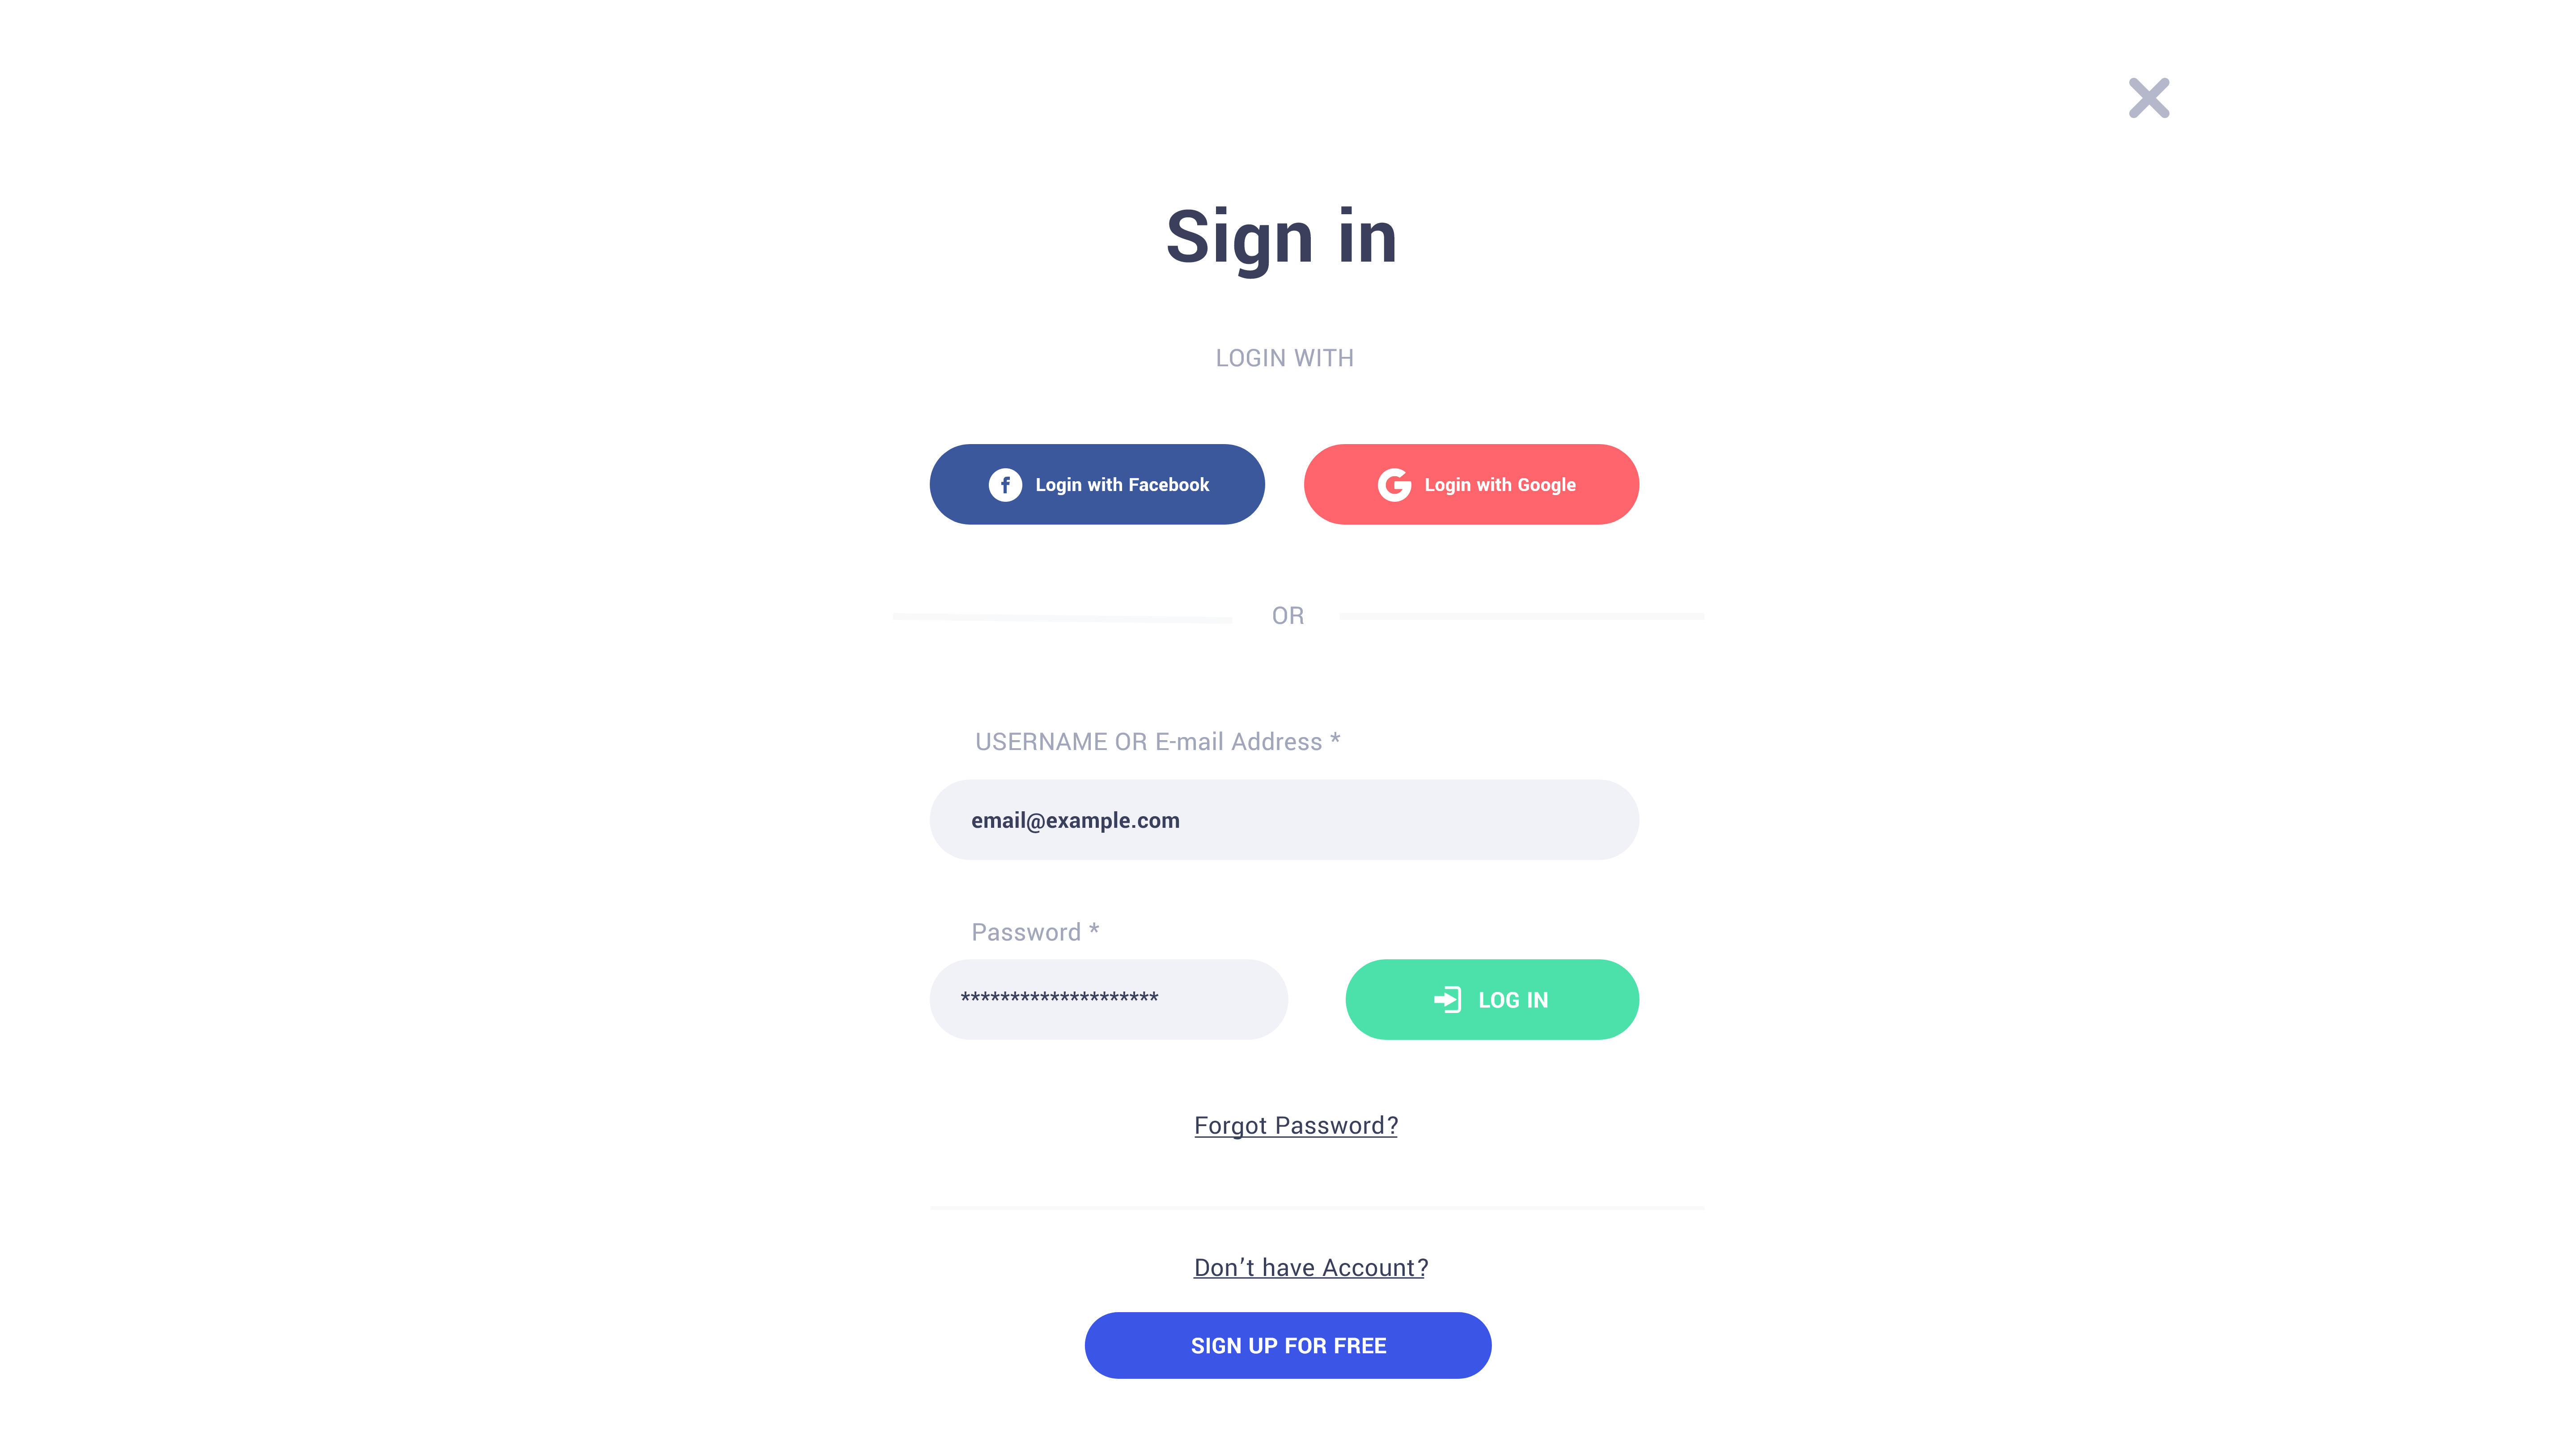 Sign in
LOGIN WITH
Login with Facebook
Login with Google
OR
USERNAME OR E-mail Address *
email@example.com
Password *
********************
LOG IN
Forgot Password?
Don’t have Account?
SIGN UP FOR FREE